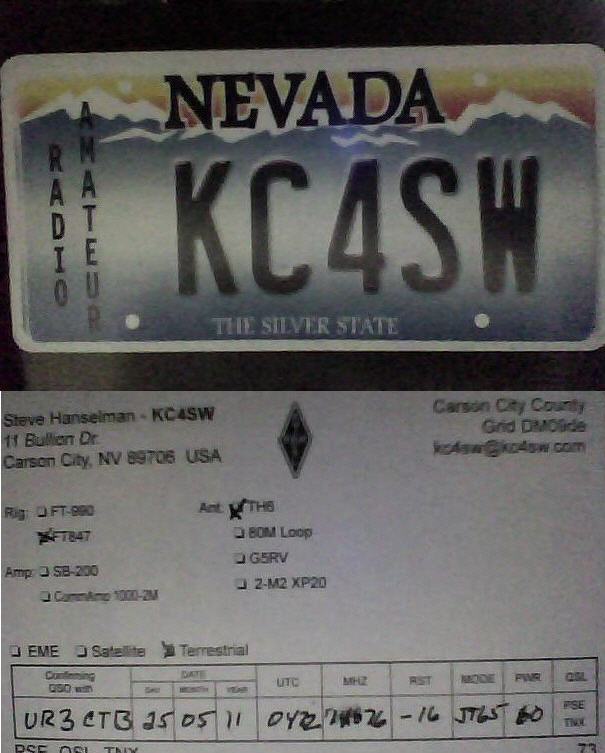 NEVADA
RADIO
AMATEUR
KC4SW
THE SILVER STATE
Steve Hanselman - KC4SW
11 Bullion Dr.
Carson City, NV 89706 USA
Carson City County
Grid DM09de
kc4sw@kc4sw.com
Rig: ❏ FT-990
FT847
Amp: ❏ SB-200
❏ CommAmp 1000-2M
Ant: TH6
❏ 80M Loop
❏ G5RV
❏ 2-M2 XP20
❏ EME ❏ Satellite Terrestrial
Confirming QSO with DAY MONTH YEAR DATE UTC MHZ RST MODE PWR QSL
UR3CTB 25 05 11 0422 -16 JT65 60 PSE TNX
PSE QSL TNX 73